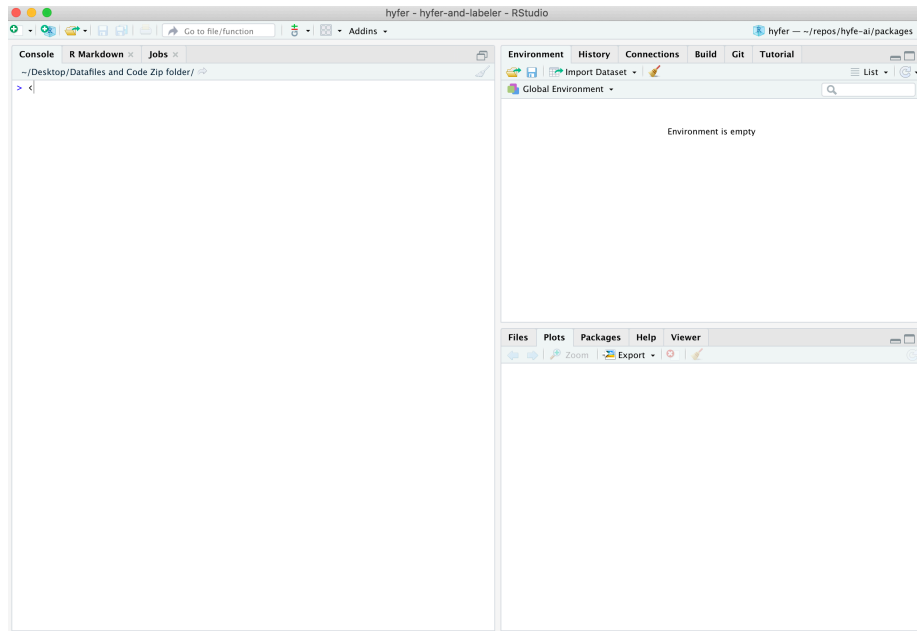 hyfer - hyfer-and-labeler - RStudio
Go to file/function Addins hyfer — ~/repos/hyfe-ai/packages
Console R Markdown Jobs
~/Desktop/Datafiles and Code Zip folder/
> <
Environment History Connections Build Git Tutorial
Import Dataset List
Global Environment
Environment is empty
Files Plots Packages Help Viewer
Zoom Export